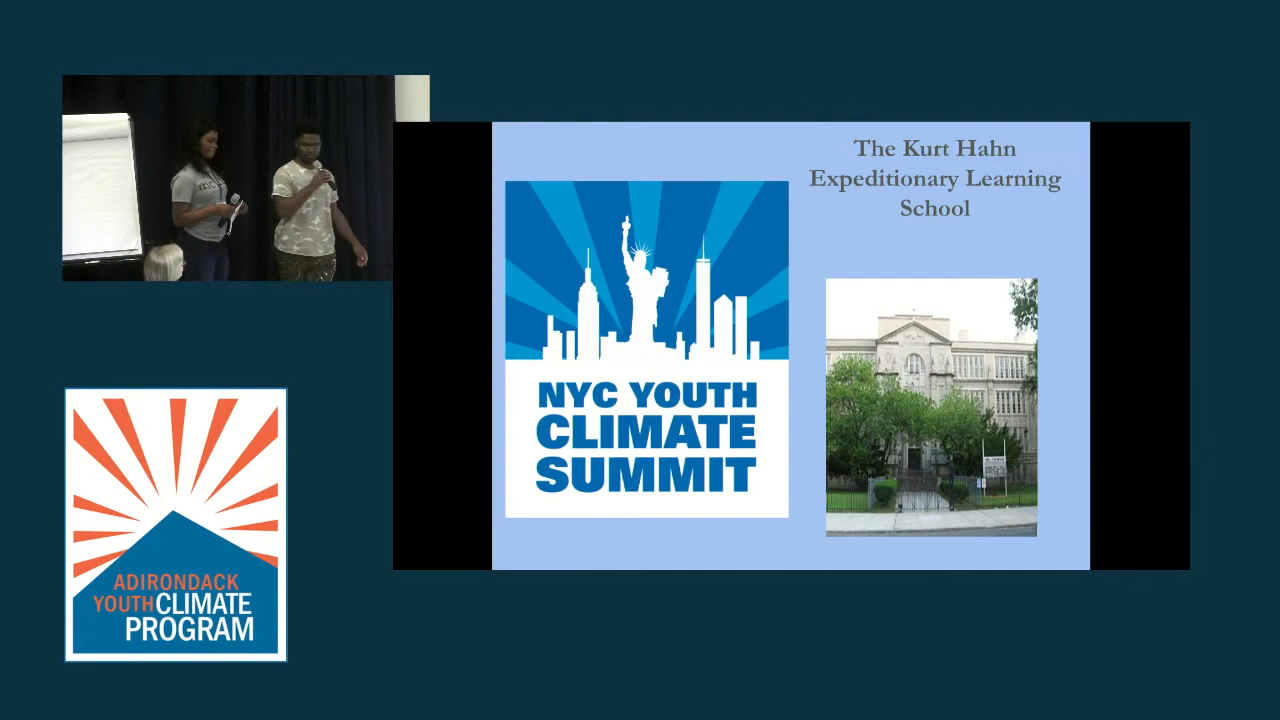 The Kurt Hahn
Expeditionary Learning
School
NYC YOUTH
CLIMATE
SUMMIT
ADIRONDACK
YOUTH CLIMATE
PROGRAM